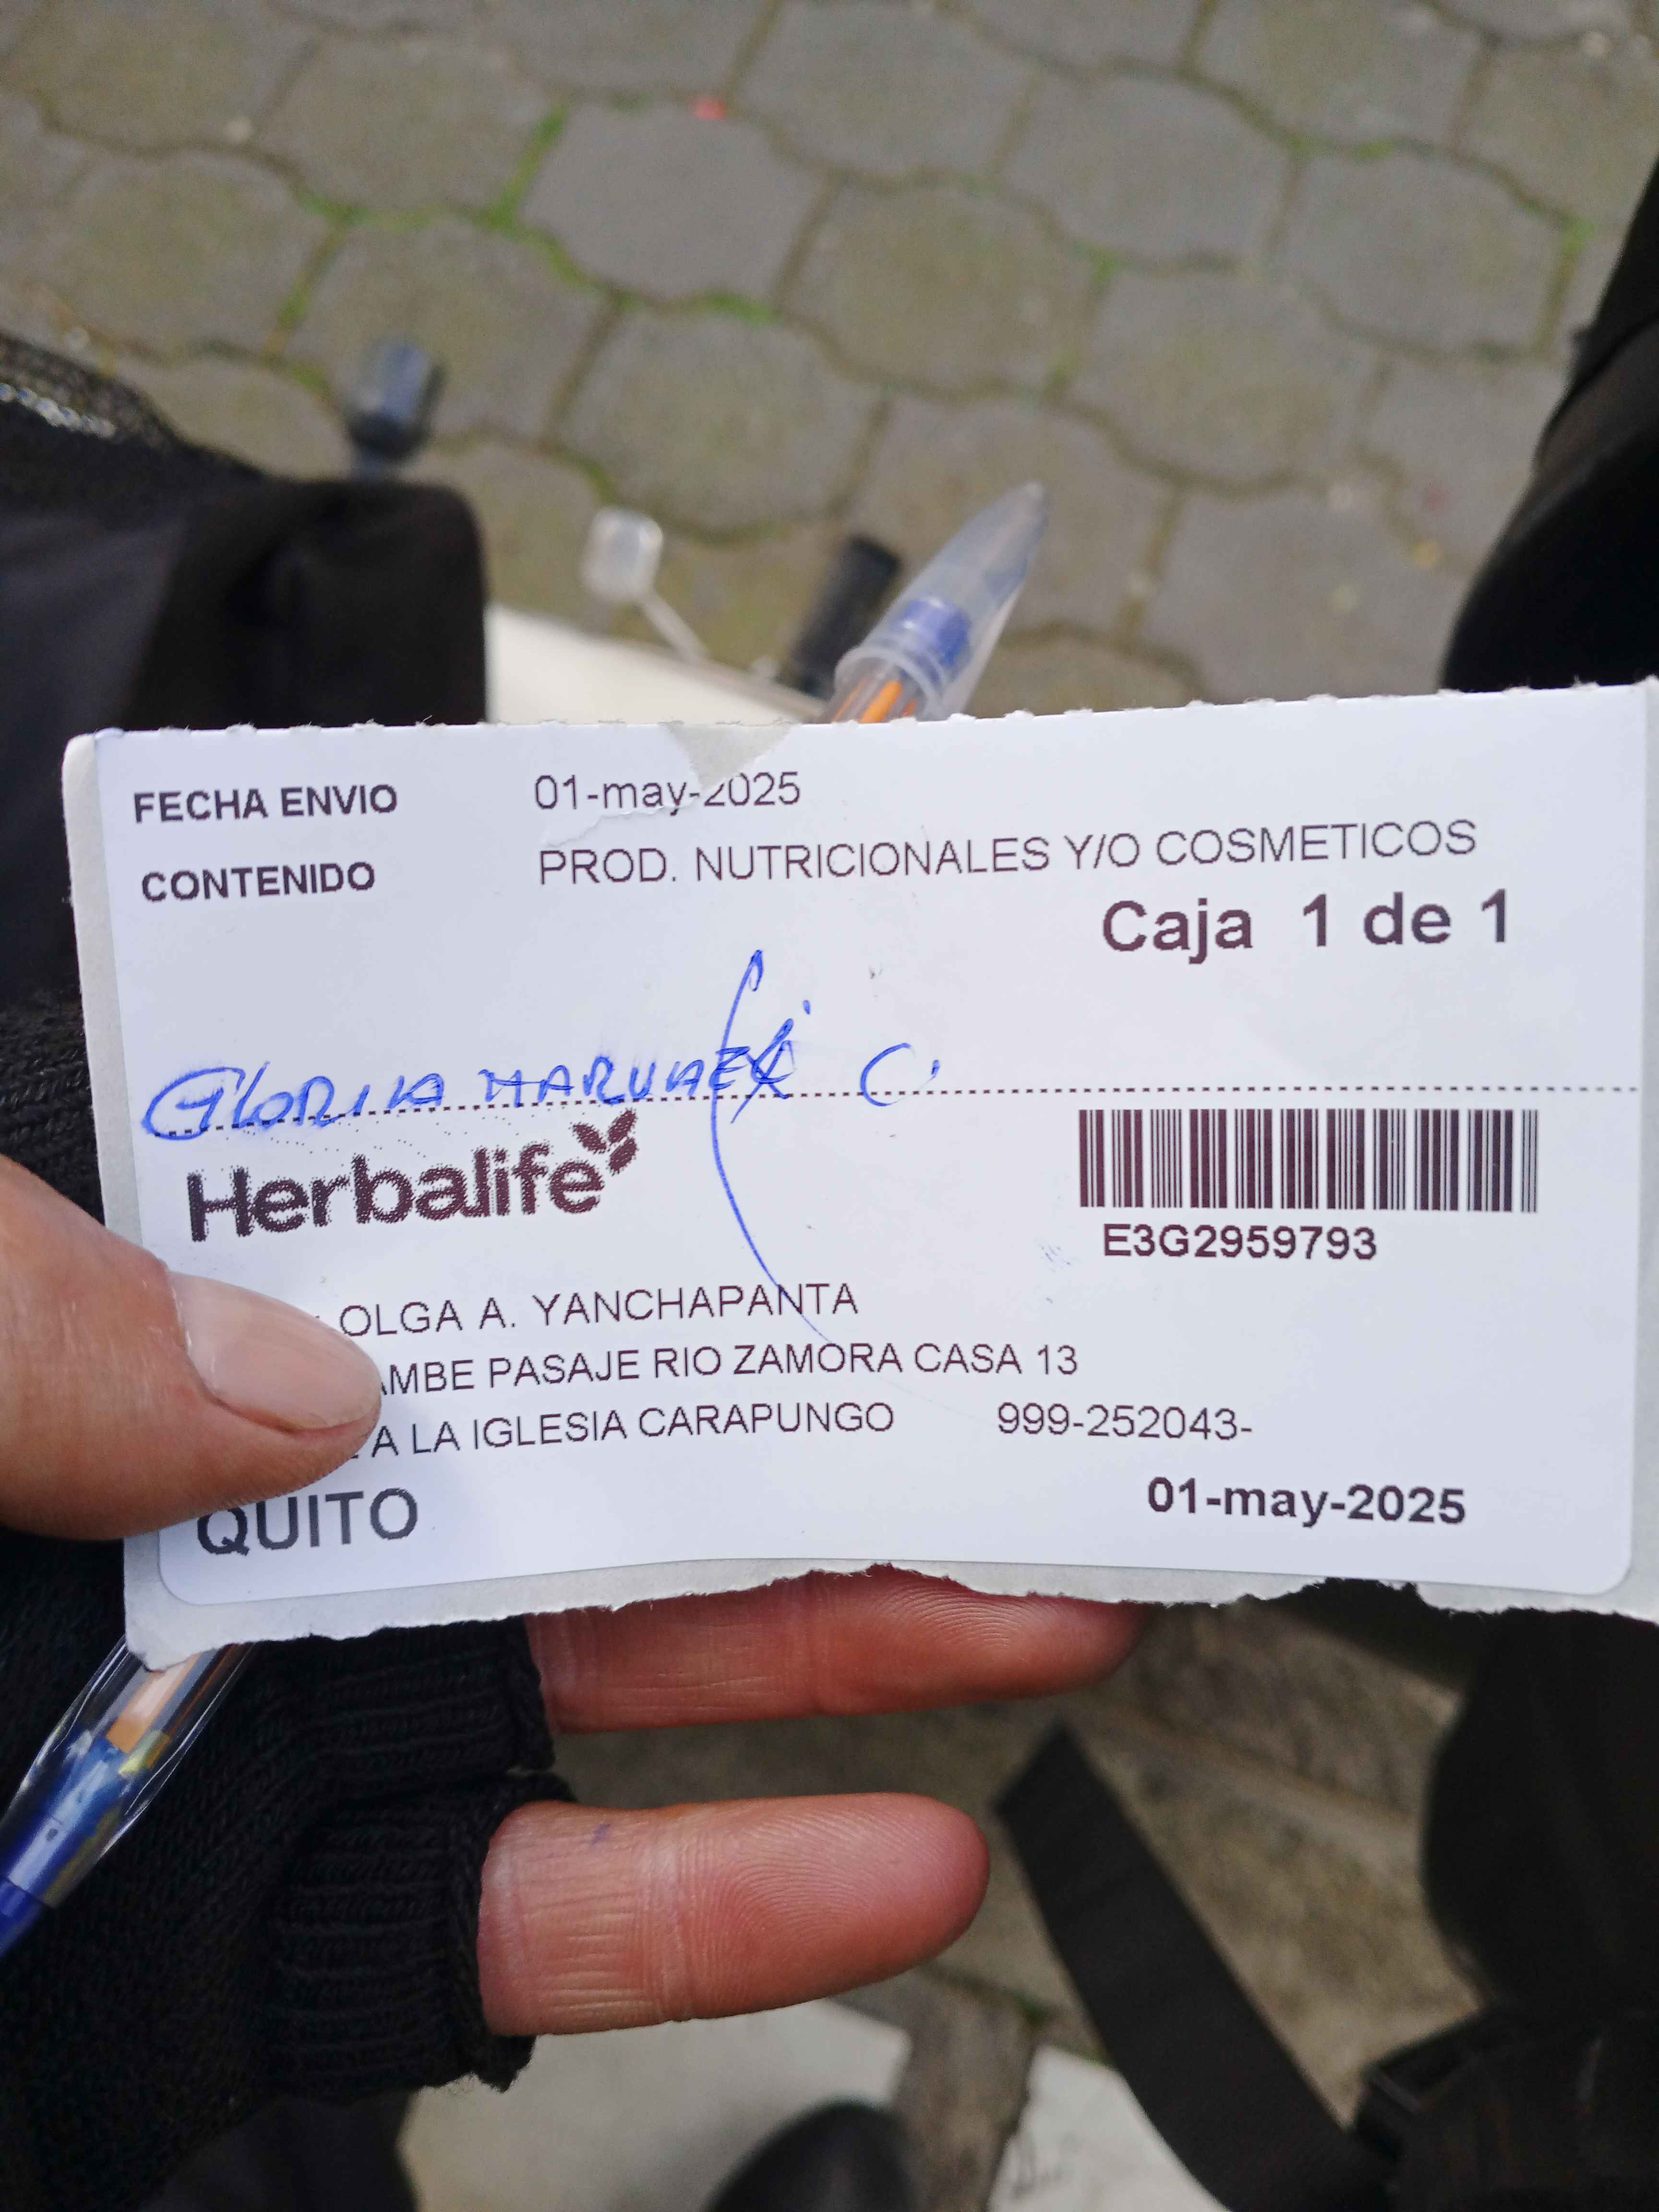 FECHA ENVIO 01-may-2025
CONTENIDO PROD. NUTRICIONALES Y/O COSMETICOS
Caja 1 de 1
GLORIA C.
Herbalife
E3G2959793
OLGA A. YANCHAPANTA
PASAJE RIO ZAMORA CASA 13
A LA IGLESIA CARAPUNGO 999-252043-
QUITO 01-may-2025